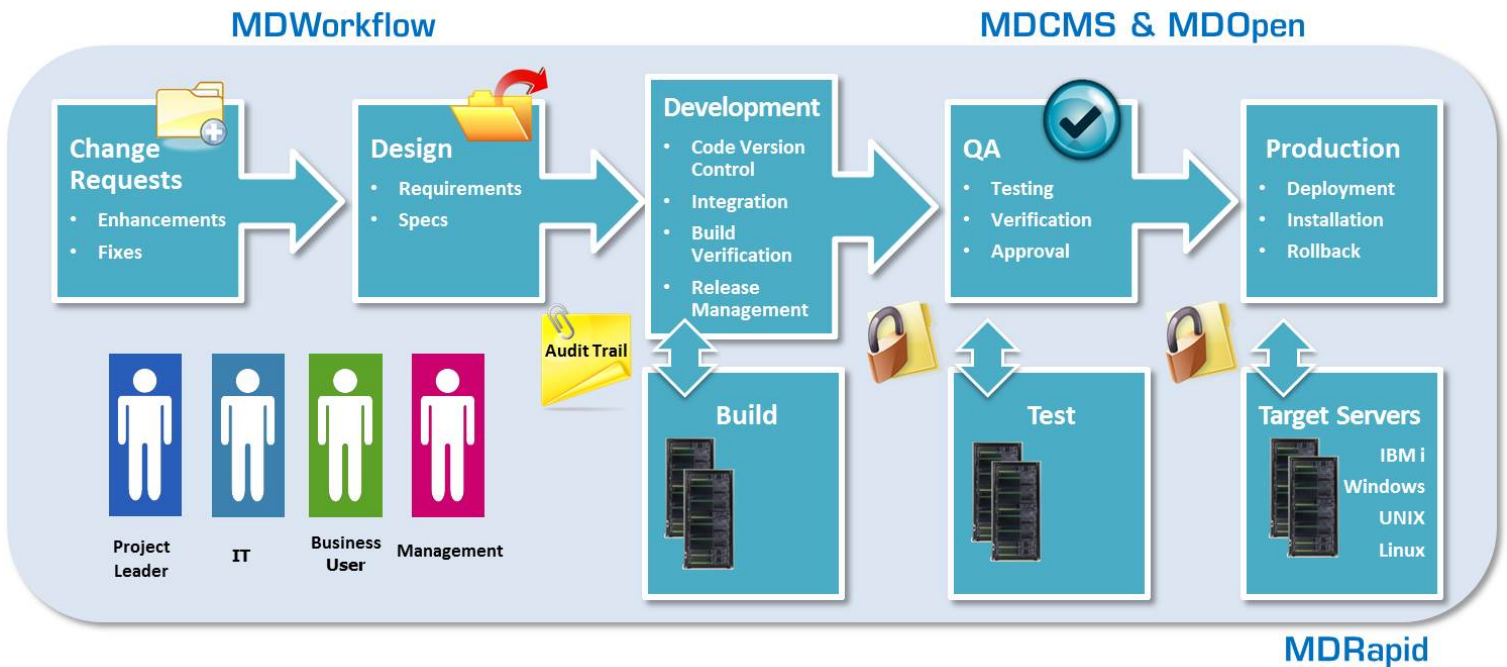 MDWorkflow
MDCMS & MDOpen
Change
Requests
• Enhancements
• Fixes
Design
• Requirements
• Specs
Development
• Code Version
Control
• Integration
• Build
Verification
• Release
Management
QA
• Testing
• Verification
• Approval
Production
• Deployment
• Installation
• Rollback
Audit Trail
Project
Leader
IT
Business
User
Management
Build
Test
Target Servers
IBM i
Windows
UNIX
Linux
MDRapid